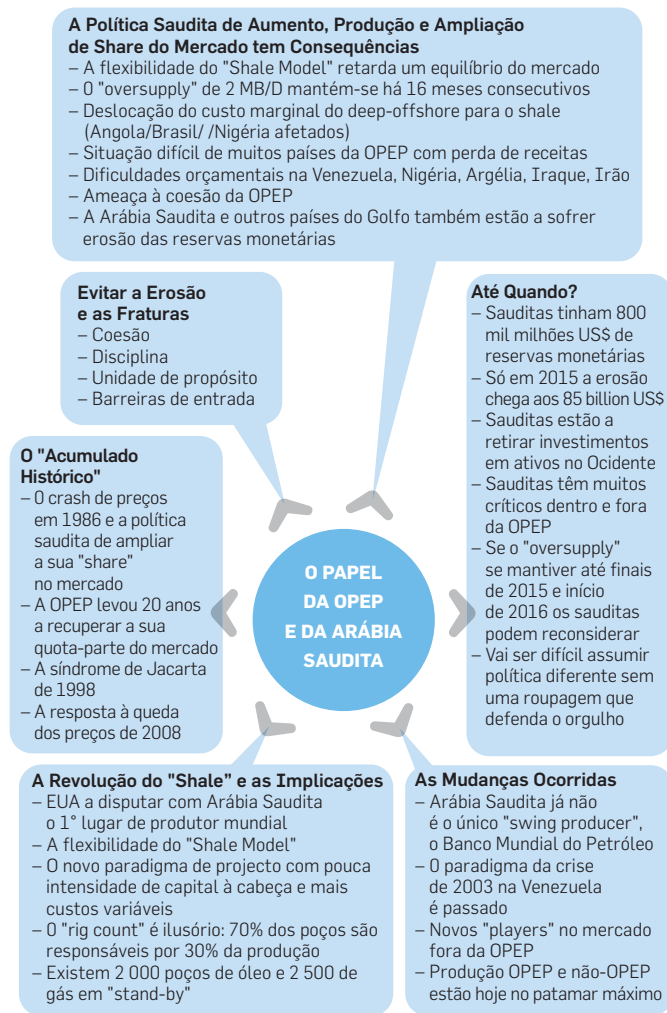 A Política Saudita de Aumento, Produção e Ampliação
de Share do Mercado tem Consequências
– A flexibilidade do "Shale Model" retarda um equilíbrio do mercado
– O "oversupply" de 2 MB/D mantém-se há 16 meses consecutivos
– Deslocação do custo marginal do deep-offshore para o shale
(Angola/Brasil/ /Nigéria afetados)
– Situação difícil de muitos países da OPEP com perda de receitas
– Dificuldades orçamentais na Venezuela, Nigéria, Argélia, Iraque, Irão
– Ameaça à coesão da OPEP
– A Arábia Saudita e outros países do Golfo também estão a sofrer
erosão das reservas monetárias
Evitar a Erosão
e as Fraturas
– Coesão
– Disciplina
– Unidade de propósito
– Barreiras de entrada
Até Quando?
– Sauditas tinham 800
mil milhões US$ de
reservas monetárias
– Só em 2015 a erosão
chega aos 85 billion US$
– Sauditas estão a
retirar investimentos
em ativos no Ocidente
– Sauditas têm muitos
críticos dentro e fora
da OPEP
– Se o "oversupply"
se mantiver até finais
de 2015 e início
de 2016 os sauditas
podem reconsiderar
– Vai ser difícil assumir
política diferente sem
uma roupagem que
defenda o orgulho
O "Acumulado
Histórico"
– O crash de preços
em 1986 e a política
saudita de ampliar
a sua "share"
no mercado
– A OPEP levou 20 anos
a recuperar a sua
quota-parte do mercado
– A síndrome de Jacarta
de 1998
– A resposta à queda
dos preços de 2008
O PAPEL
DA OPEP
E DA ARÁBIA
SAUDITA
A Revolução do "Shale” e as Implicações
– EUA a disputar com Arábia Saudita
o 1° lugar de produtor mundial
– A flexibilidade do "Shale Model"
– O novo paradigma de projecto com pouca
intensidade de capital à cabeça e mais
custos variáveis
– O "rig count" é ilusório: 70% dos poços são
responsáveis por 30% da produção
– Existem 2 000 poços de óleo e 2 500 de
gás em "stand-by"
As Mudanças Ocorridas
– Arábia Saudita já não
é o único "swing producer",
o Banco Mundial do Petróleo
– O paradigma da crise
de 2003 na Venezuela
é passado
– Novos "players" no mercado
fora da OPEP
– Produção OPEP e não-OPEP
estão hoje no patamar máximo